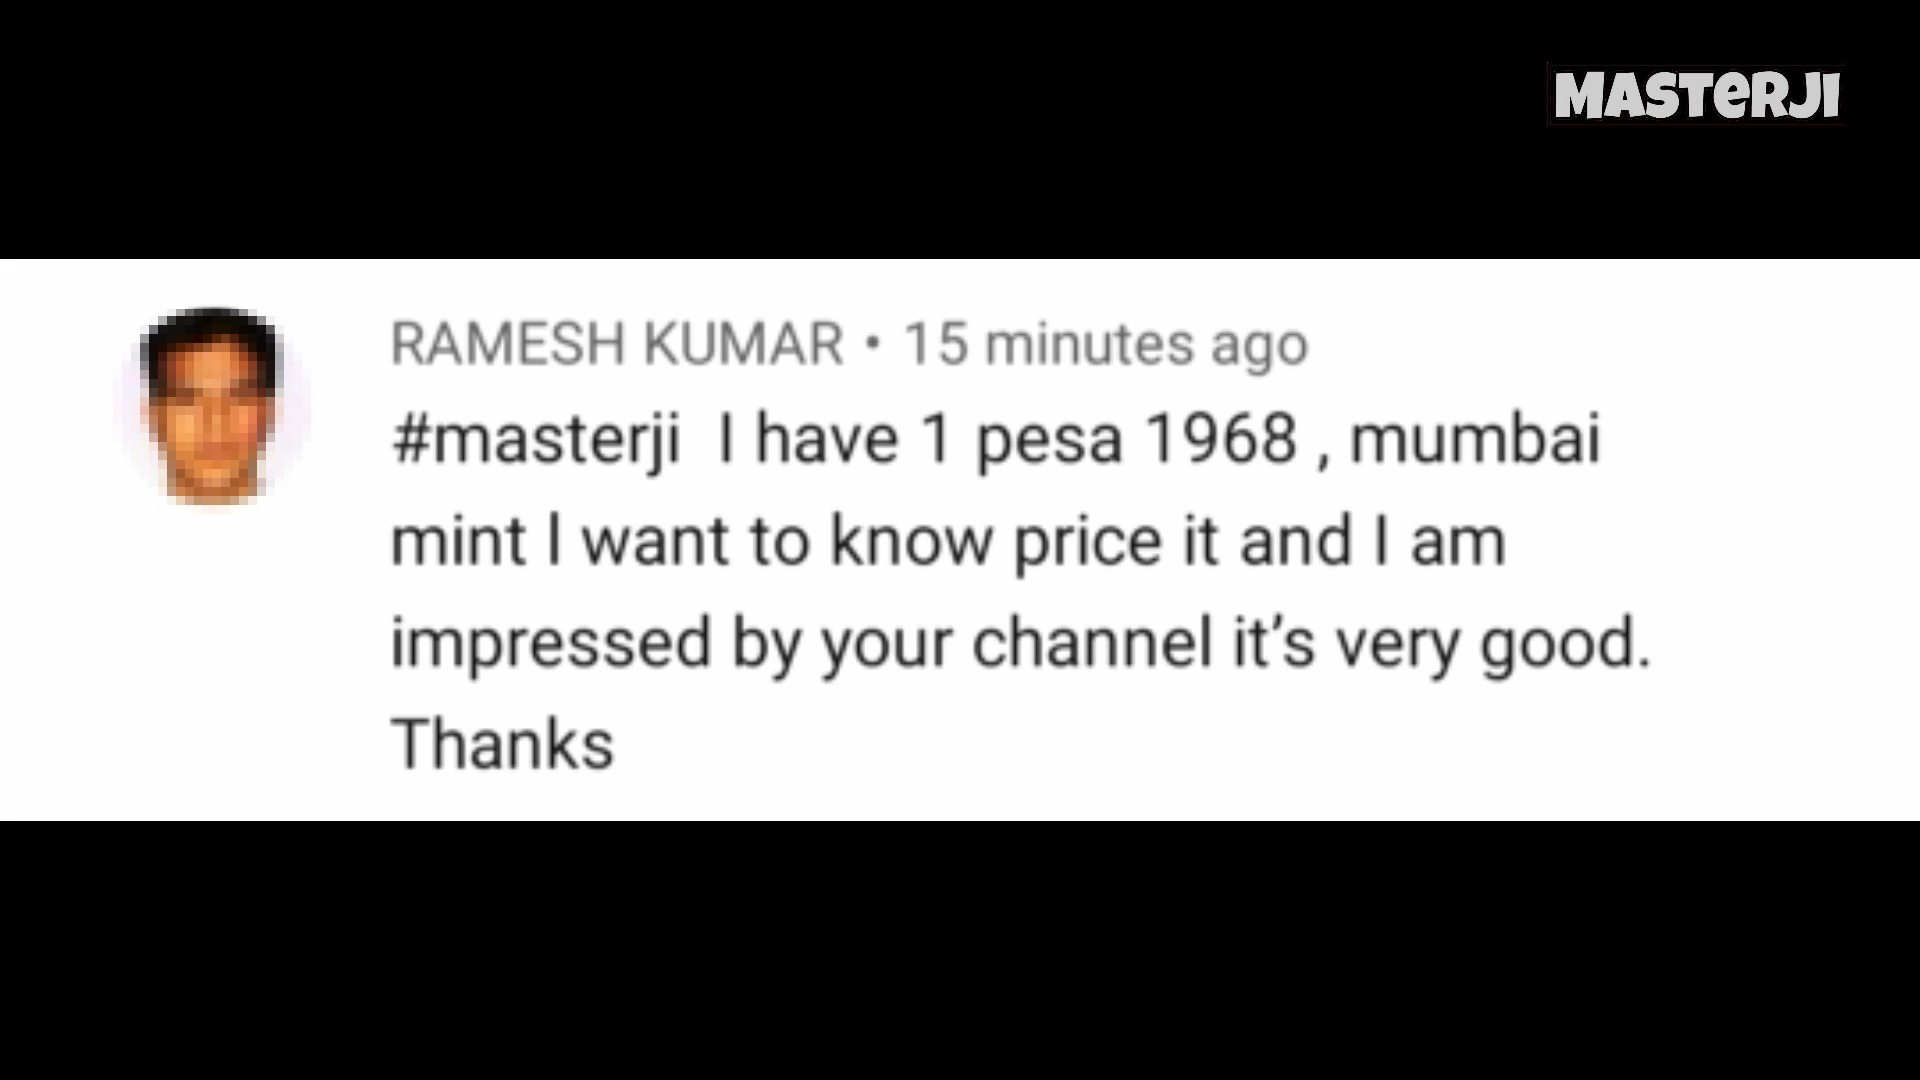 MASTERJI
RAMESH KUMAR • 15 minutes ago
#masterji I have 1 pesa 1968 , mumbai
mint I want to know price it and I am
impressed by your channel it's very good.
Thanks